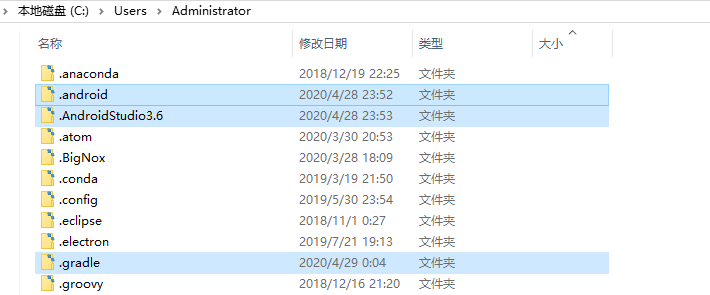 本地磁盘 (C:) Users Administrator
名称 修改日期 类型 大小
.anaconda 2018/12/19 22:25 文件夹
.android 2020/4/28 23:52 文件夹
.AndroidStudio3.6 2020/4/28 23:53 文件夹
.atom 2020/3/30 20:53 文件夹
.BigNox 2020/3/28 18:09 文件夹
.conda 2019/3/19 21:50 文件夹
.config 2019/5/30 23:54 文件夹
.eclipse 2018/11/1 0:27 文件夹
.electron 2019/7/21 19:13 文件夹
.gradle 2020/4/29 0:04 文件夹
.groovy 2018/12/16 21:20 文件夹